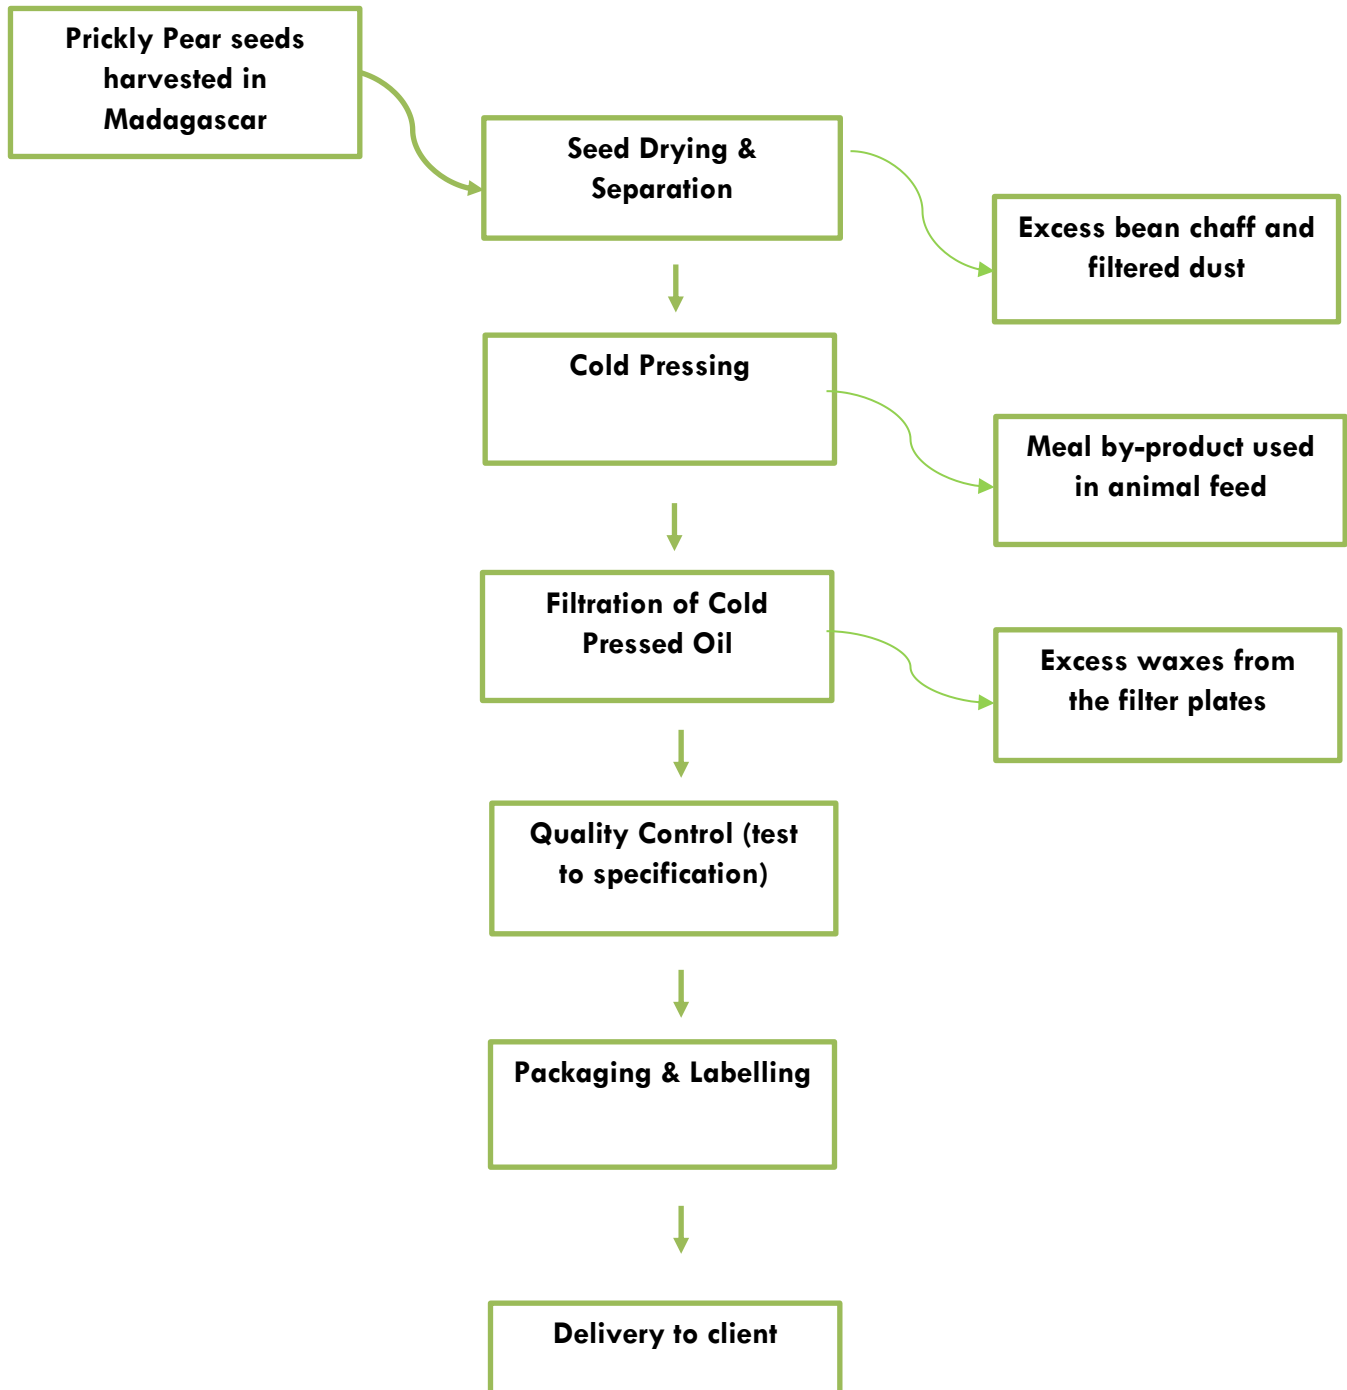 Prickly Pear seeds
harvested in
Madagascar
Seed Drying &
Separation
Excess bean chaff and
filtered dust
Cold Pressing
Meal by-product used
in animal feed
Filtration of Cold
Pressed Oil
Excess waxes from
the filter plates
Quality Control (test
to specification)
Packaging & Labelling
Delivery to client